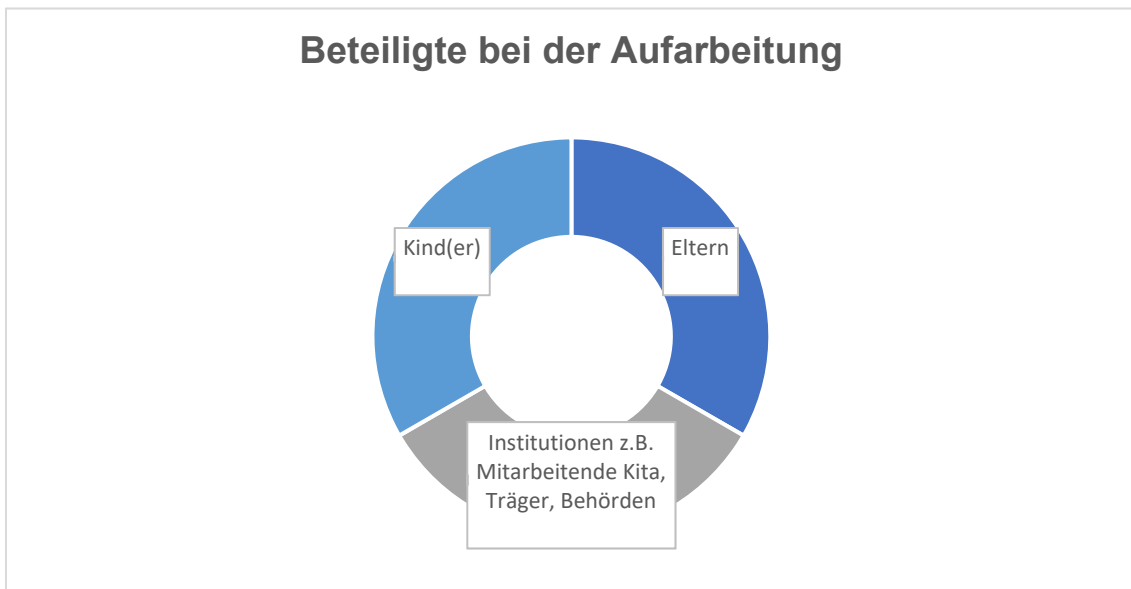 Beteiligte bei der Aufarbeitung
Kind(er)
Eltern
Institutionen z.B.
Mitarbeitende Kita,
Träger, Behörden